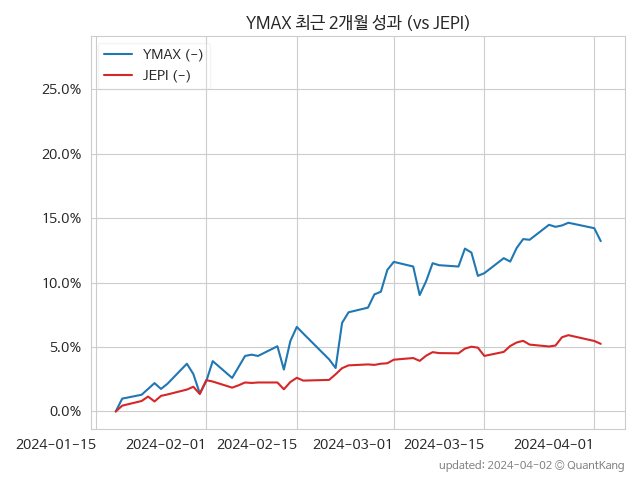 YMAX 최근 2개월 성과 (vs JEPI)
YMAX (-)
JEPI (-)
25.0%
20.0%
15.0%
10.0%
5.0%
0.0%
2024-01-15 2024-02-01 2024-02-15 2024-03-01 2024-03-15 2024-04-01
updated: 2024-04-02 © QuantKang